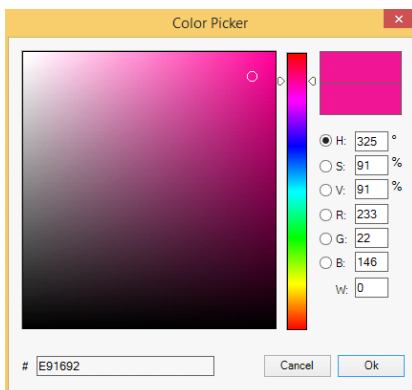 Color Picker
H: 325 °
S: 91 %
V: 91 %
R: 233
G: 22
B: 146
W: 0
# E91692
Cancel Ok